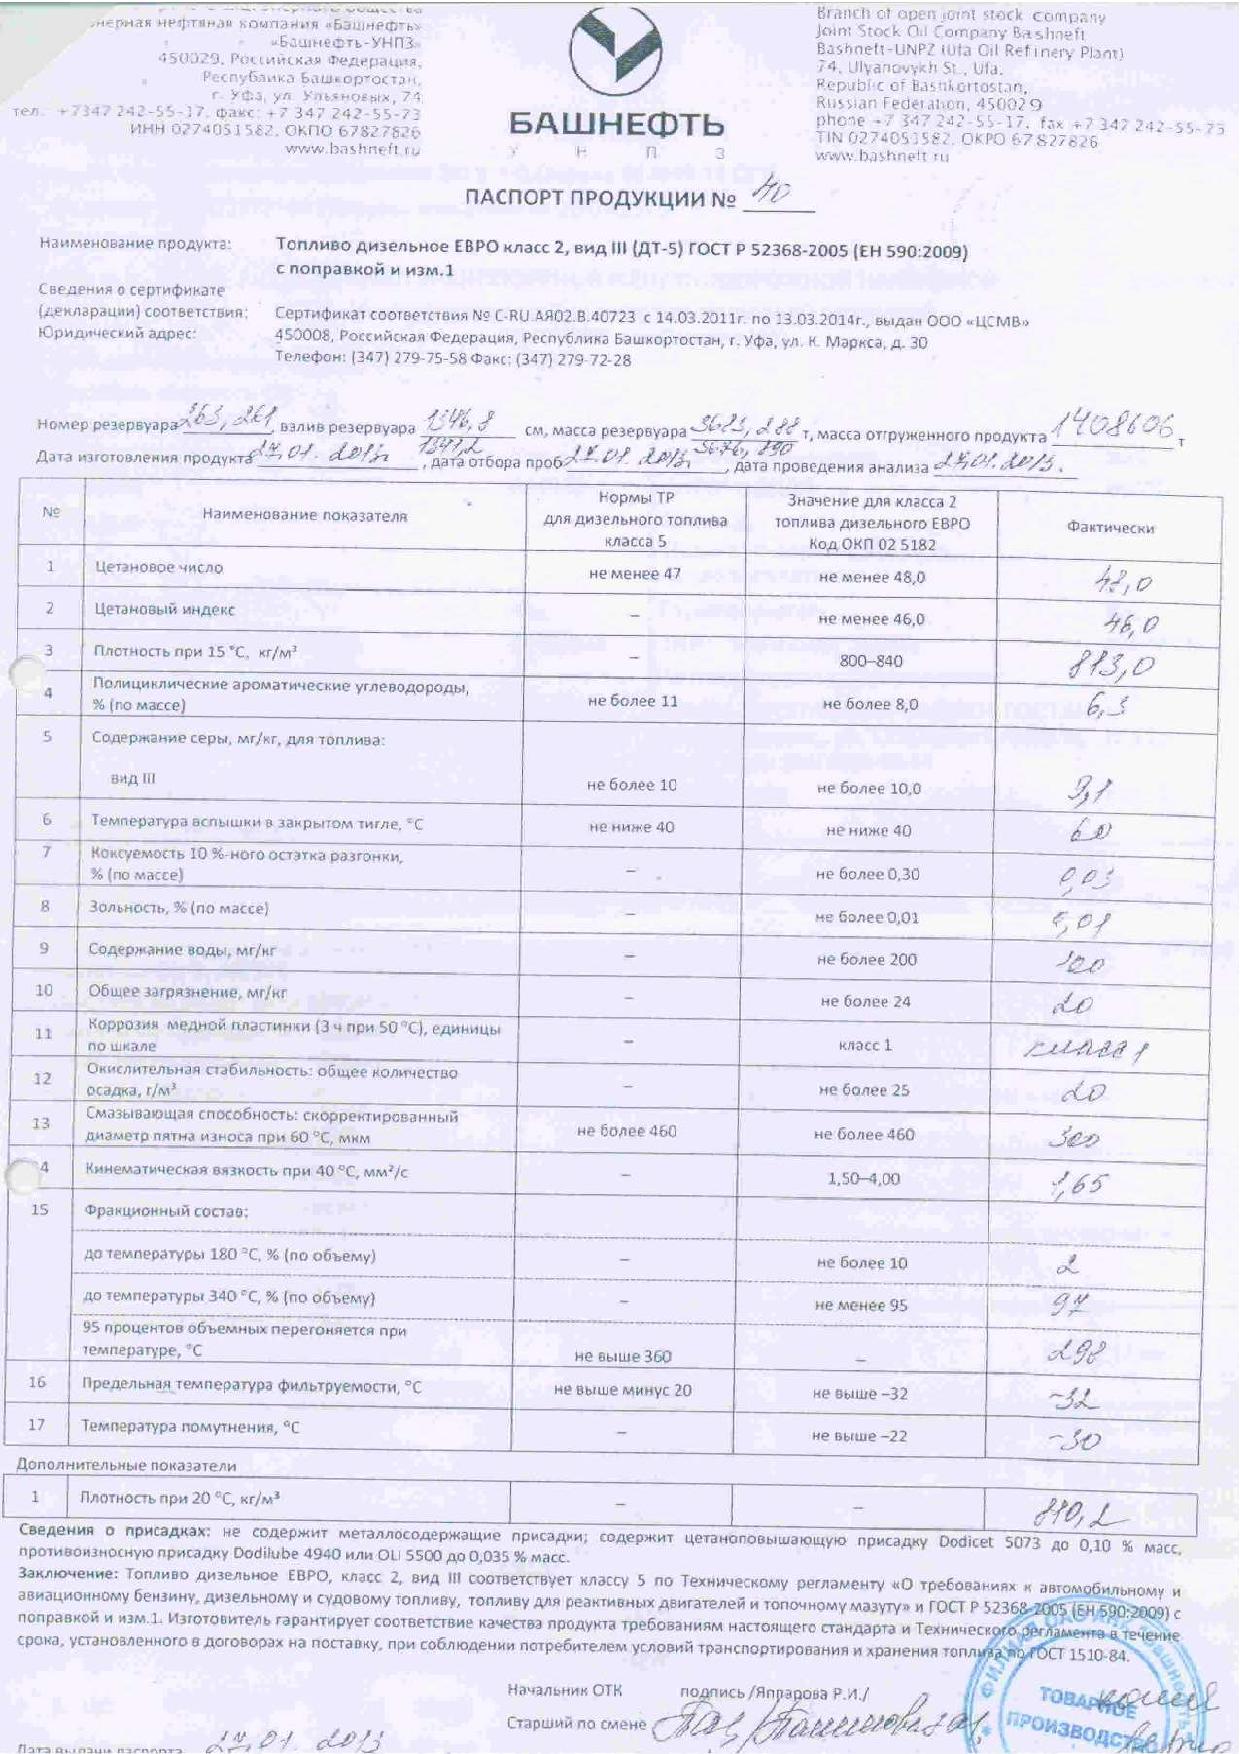 нерная нефтяная компания «Башнефть»
«Башнефть-УНПЗ»
450029, Российская Федерация,
Республика Башкортостан,
г. Уфа, ул. Ульяновых, 74
тел. +7347 242-55-17, факс: +7 347 242-55-73
ИНН 0274051582, ОКПО 67827826
www.bashneft.ru
БАШНЕФТЬ
У Н П З
Branch of open joint stock company
Joint Stock Oil Company Bashneft
Bashneft-UNPZ (Ufa Oil Refinery Plant)
74, Ulyanovykh St., Ufa,
Republic of Bashkortostan,
Russian Federation, 450029
phone +7 347 242-55-17, fax +7 347 242-55-73
TIN 0274051582, OKPO 67827826
www.bashneft.ru
ПАСПОРТ ПРОДУКЦИИ № 40
Наименование продукта: Топливо дизельное ЕВРО класс 2, вид III (ДТ-5) ГОСТ Р 52368-2005 (ЕН 590:2009)
с поправкой и изм.1
Сведения о сертификате
(декларации) соответствия: Сертификат соответствия № C-RU.АЯ02.В.40723 с 14.03.2011г. по 13.03.2014г., выдан ООО «ЦСМВ»
Юридический адрес: 450008, Российская Федерация, Республика Башкортостан, г. Уфа, ул. К. Маркса, д. 30
Телефон: (347) 279-75-58 Факс: (347) 279-72-28
Номер резервуара 263, 261, взлив резервуара 1346,8 см, масса резервуара 3683,288 т, масса отгруженного продукта 1408606 т
1341,2 3676,890
Дата изготовления продукта 27.01.2013, дата отбора проб 27.01.2013, дата проведения анализа 27.01.2013.
№ Наименование показателя Нормы ТР для дизельного топлива класса 5 Значение для класса 2 топлива дизельного ЕВРО Код ОКП 02 5182 Фактически
1 Цетановое число не менее 47 не менее 48,0 48,0
2 Цетановый индекс – не менее 46,0 46,0
3 Плотность при 15 °С, кг/м³ – 800–840 813,0
4 Полициклические ароматические углеводороды,
% (по массе) не более 11 не более 8,0 6,3
5 Содержание серы, мг/кг, для топлива:
вид III не более 10 не более 10,0 9,1
6 Температура вспышки в закрытом тигле, °С не ниже 40 не ниже 40 60
7 Коксуемость 10 %-ного остатка разгонки,
% (по массе) – не более 0,30 0,03
8 Зольность, % (по массе) – не более 0,01 0,01
9 Содержание воды, мг/кг – не более 200
10 Общее загрязнение, мг/кг – не более 24 20
11 Коррозия медной пластинки (3 ч при 50 °С), единицы
по шкале – класс 1 класс 1
12 Окислительная стабильность: общее количество
осадка, г/м³ – не более 25 20
13 Смазывающая способность: скорректированный
диаметр пятна износа при 60 °С, мкм не более 460 не более 460 300
4 Кинематическая вязкость при 40 °С, мм²/с – 1,50–4,00 1,65
15 Фракционный состав:
до температуры 180 °С, % (по объему) – не более 10 2
до температуры 340 °С, % (по объему) – не менее 95 97
95 процентов объемных перегоняется при
температуре, °С не выше 360 – 298
16 Предельная температура фильтруемости, °С не выше минус 20 не выше –32 -32
17 Температура помутнения, °С – не выше –22 -30
Дополнительные показатели
1 Плотность при 20 °С, кг/м³ – – 810,2
Сведения о присадках: не содержит металлосодержащие присадки; содержит цетаноповышающую присадку Dodicet 5073 до 0,10 % масс,
противоизносную присадку Dodilube 4940 или OLI 5500 до 0,035 % масс.
Заключение: Топливо дизельное ЕВРО, класс 2, вид III соответствует классу 5 по Техническому регламенту «О требованиях к автомобильному и
авиационному бензину, дизельному и судовому топливу, топливу для реактивных двигателей и топочному мазуту» и ГОСТ Р 52368-2005 (ЕН 590:2009) с
поправкой и изм.1. Изготовитель гарантирует соответствие качества продукта требованиям настоящего стандарта и Технического регламента в течение
срока, установленного в договорах на поставку, при соблюдении потребителем условий транспортирования и хранения топлива по ГОСТ 1510-84.
Начальник ОТК подпись /Яппарова Р.И./
Старший по смене
ТОВАРНОЕ
ПРОИЗВОДСТВО
копия
верна
Дата выдачи паспорта 27.01.2013